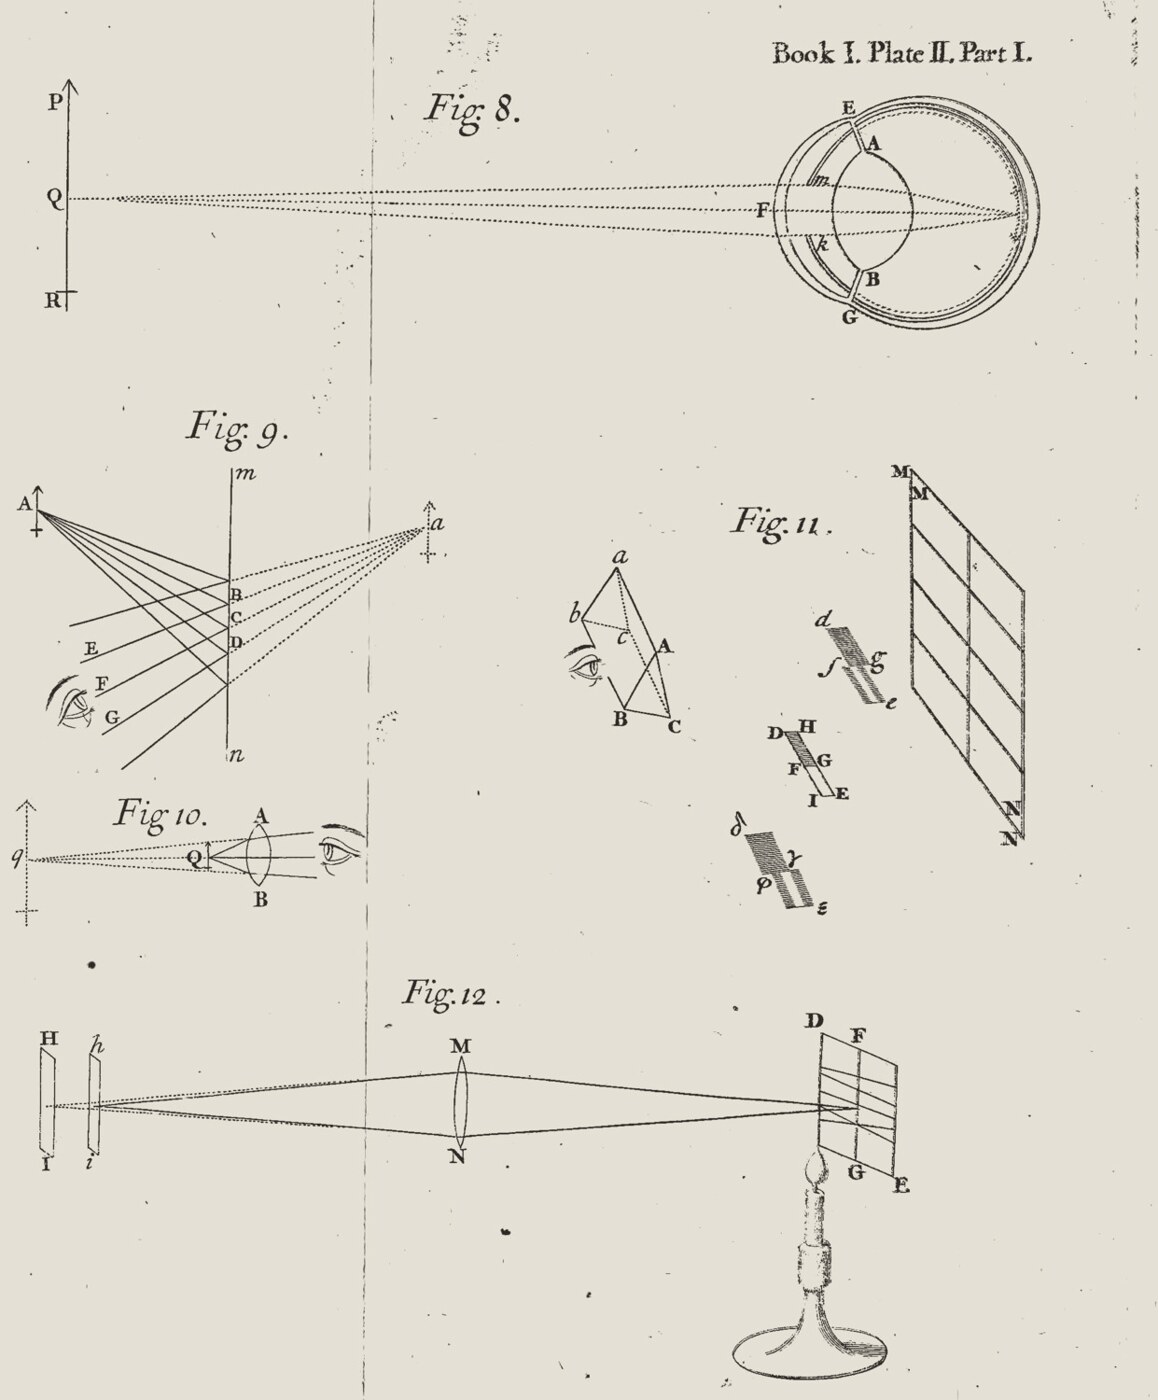 Book I. Plate II. Part I.
Fig. 8.
P
Q
R
E
A
m
F
k
B
G
Fig. 9.
A
m
a
B
C
D
E
F
G
n
Fig. 11.
M
M
a
b
c
A
B
C
d
f
g
e
D H
F G
I E
N
N
δ
γ
φ
ε
Fig 10.
A
q
Q
B
Fig. 12.
H
h
M
D
F
I
i
N
G
E